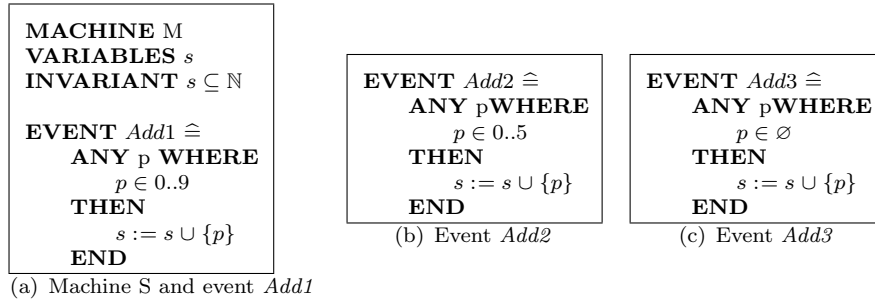 MACHINE M
VARIABLES s
INVARIANT s ⊆ ℕ
EVENT Add1 ≙
ANY p WHERE
p ∈ 0..9
THEN
s := s ∪ {p}
END
(a) Machine S and event Add1
EVENT Add2 ≙
ANY pWHERE
p ∈ 0..5
THEN
s := s ∪ {p}
END
(b) Event Add2
EVENT Add3 ≙
ANY pWHERE
p ∈ ∅
THEN
s := s ∪ {p}
END
(c) Event Add3